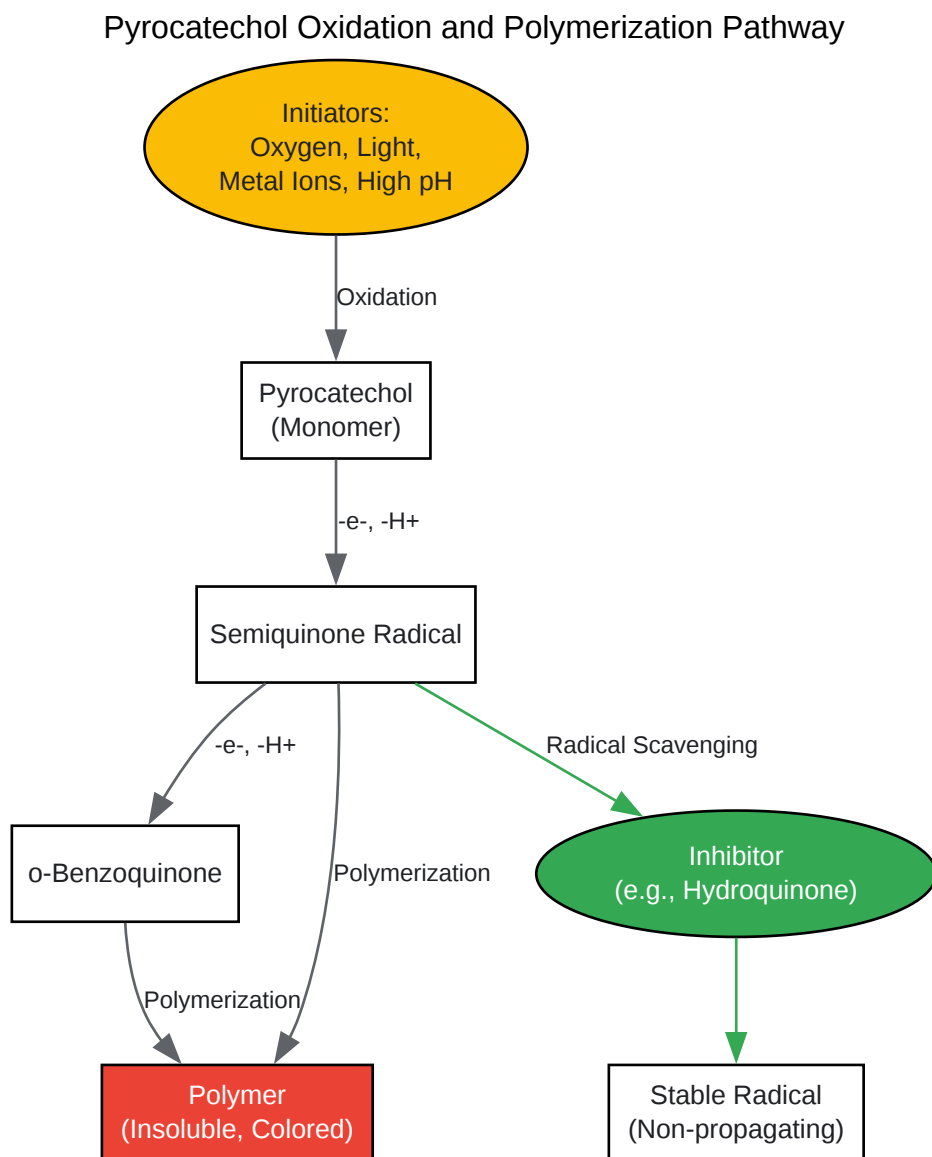 Pyrocatechol Oxidation and Polymerization Pathway
Initiators:
Oxygen, Light,
Metal Ions, High pH
Oxidation
Pyrocatechol
(Monomer)
-e-, -H+
Semiquinone Radical
-e-, -H+
Radical Scavenging
o-Benzoquinone
Polymerization
Inhibitor
(e.g., Hydroquinone)
Polymerization
Polymer
(Insoluble, Colored)
Stable Radical
(Non-propagating)